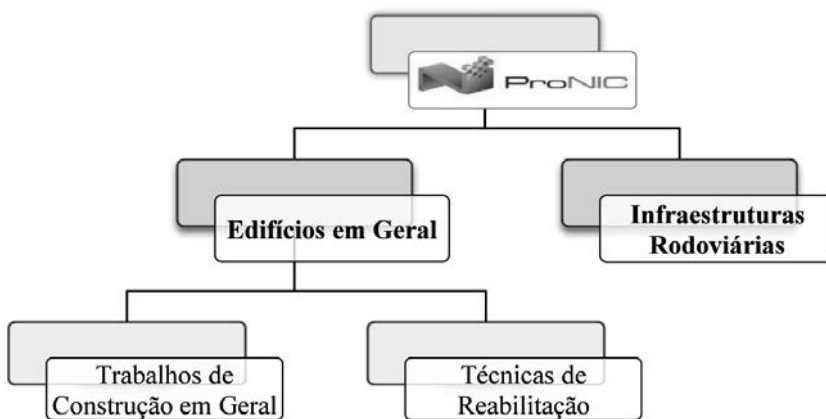 ProNIC
Edifícios em Geral
Infraestruturas
Rodoviárias
Trabalhos de
Construção em Geral
Técnicas de
Reabilitação